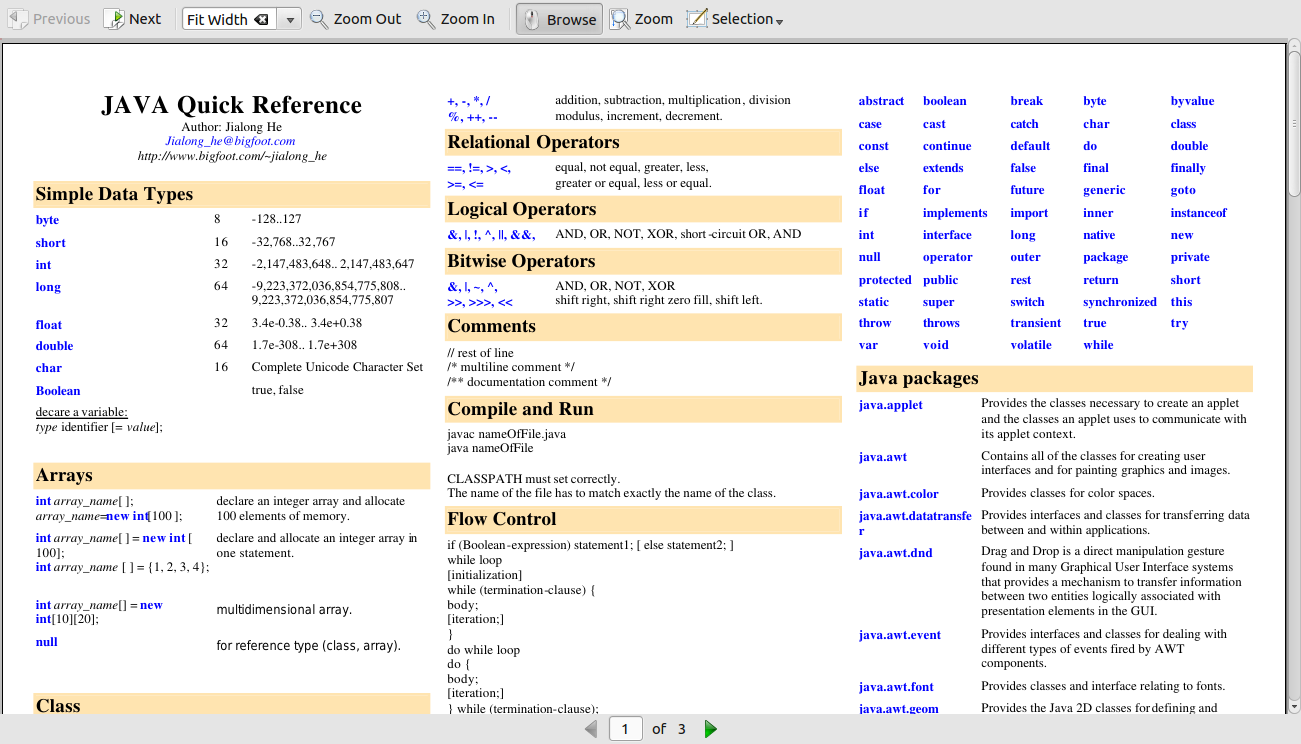 Previous Next Fit Width Zoom Out Zoom In Browse Zoom Selection
JAVA Quick Reference
Author: Jialong He
Jialong_he@bigfoot.com
http://www.bigfoot.com/~jialong_he
Simple Data Types
byte 8 -128..127
short 16 -32,768..32,767
int 32 -2,147,483,648.. 2,147,483,647
long 64 -9,223,372,036,854,775,808..
9,223,372,036,854,775,807
float 32 3.4e-0.38.. 3.4e+0.38
double 64 1.7e-308.. 1.7e+308
char 16 Complete Unicode Character Set
Boolean true, false
decare a variable:
type identifier [= value];
Arrays
int array_name[ ]; declare an integer array and allocate
array_name=new int[100 ]; 100 elements of memory.
int array_name[ ] = new int [ declare and allocate an integer array in
100]; one statement.
int array_name [ ] = {1, 2, 3, 4};
int array_name[] = new multidimensional array.
int[10][20];
null for reference type (class, array).
Class
+, -, *, / addition, subtraction, multiplication, division
%, ++, -- modulus, increment, decrement.
Relational Operators
==, !=, >, <, equal, not equal, greater, less,
>=, <= greater or equal, less or equal.
Logical Operators
&, |, !, ^, ||, &&, AND, OR, NOT, XOR, short-circuit OR, AND
Bitwise Operators
&, |, ~, ^, AND, OR, NOT, XOR
>>, >>>, << shift right, shift right zero fill, shift left.
Comments
// rest of line
/* multiline comment */
/** documentation comment */
Compile and Run
javac nameOfFile.java
java nameOfFile
CLASSPATH must set correctly.
The name of the file has to match exactly the name of the class.
Flow Control
if (Boolean-expression) statement1; [ else statement2; ]
while loop
[initialization]
while (termination-clause) {
body;
[iteration;]
}
do while loop
do {
body;
[iteration;]
} while (termination-clause);
abstract boolean break byte byvalue
case cast catch char class
const continue default do double
else extends false final finally
float for future generic goto
if implements import inner instanceof
int interface long native new
null operator outer package private
protected public rest return short
static super switch synchronized this
throw throws transient true try
var void volatile while
Java packages
java.applet Provides the classes necessary to create an applet
and the classes an applet uses to communicate with
its applet context.
java.awt Contains all of the classes for creating user
interfaces and for painting graphics and images.
java.awt.color Provides classes for color spaces.
java.awt.datatransfe Provides interfaces and classes for transferring data
r between and within applications.
java.awt.dnd Drag and Drop is a direct manipulation gesture
found in many Graphical User Interface systems
that provides a mechanism to transfer information
between two entities logically associated with
presentation elements in the GUI.
java.awt.event Provides interfaces and classes for dealing with
different types of events fired by AWT
components.
java.awt.font Provides classes and interface relating to fonts.
java.awt.geom Provides the Java 2D classes for defining and
1 of 3